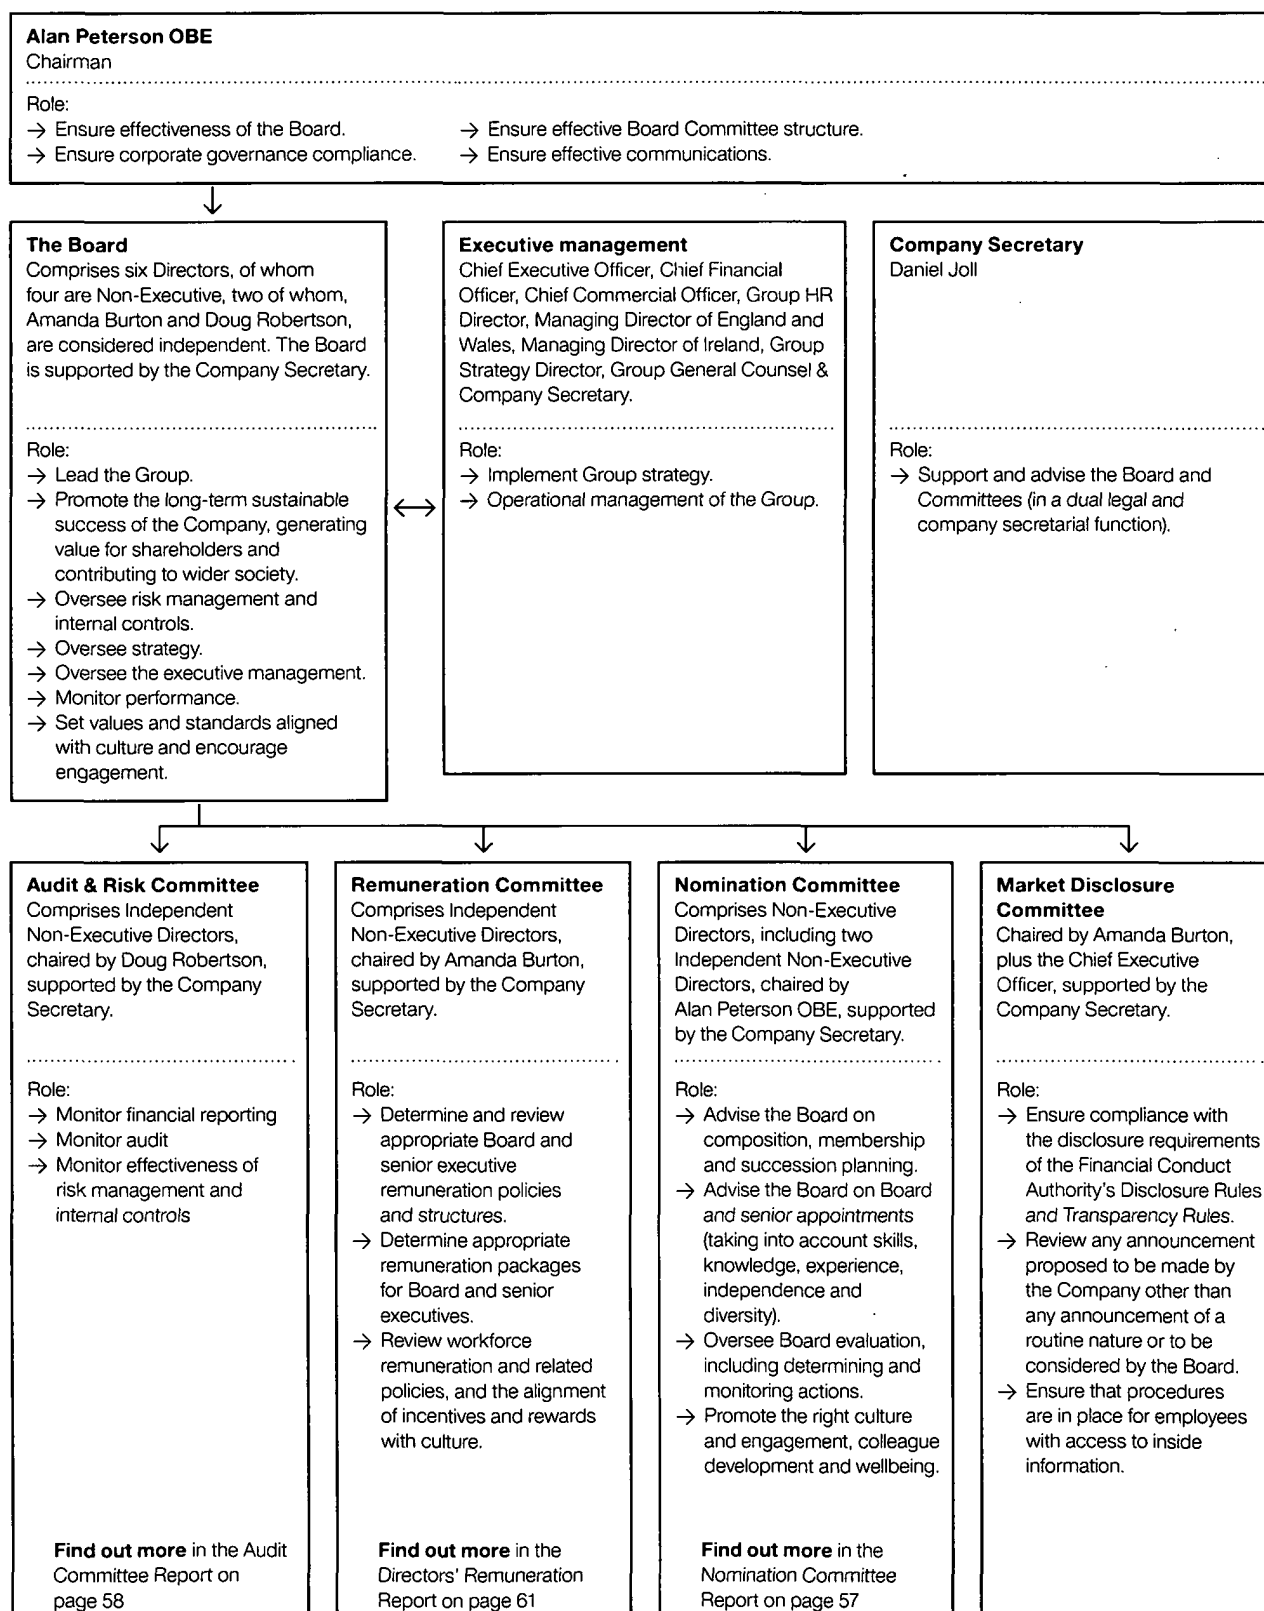 Alan Peterson OBE
Chairman
Role:
→ Ensure effectiveness of the Board.
→ Ensure corporate governance compliance.
→ Ensure effective Board Committee structure.
→ Ensure effective communications.
The Board
Comprises six Directors, of whom
four are Non-Executive, two of whom,
Amanda Burton and Doug Robertson,
are considered independent. The Board
is supported by the Company Secretary.
Role:
→ Lead the Group.
→ Promote the long-term sustainable
success of the Company, generating
value for shareholders and
contributing to wider society.
→ Oversee risk management and
internal controls.
→ Oversee strategy.
→ Oversee the executive management.
→ Monitor performance.
→ Set values and standards aligned
with culture and encourage
engagement.
Executive management
Chief Executive Officer, Chief Financial
Officer, Chief Commercial Officer, Group HR
Director, Managing Director of England and
Wales, Managing Director of Ireland, Group
Strategy Director, Group General Counsel &
Company Secretary.
Role:
→ Implement Group strategy.
→ Operational management of the Group.
Company Secretary
Daniel Joll
Role:
→ Support and advise the Board and
Committees (in a dual legal and
company secretarial function).
Audit & Risk Committee
Comprises Independent
Non-Executive Directors,
chaired by Doug Robertson,
supported by the Company
Secretary.
Role:
→ Monitor financial reporting
→ Monitor audit
→ Monitor effectiveness of
risk management and
internal controls
Find out more in the Audit
Committee Report on
page 58
Remuneration Committee
Comprises Independent
Non-Executive Directors,
chaired by Amanda Burton,
supported by the Company
Secretary.
Role:
→ Determine and review
appropriate Board and
senior executive
remuneration policies
and structures.
→ Determine appropriate
remuneration packages
for Board and senior
executives.
→ Review workforce
remuneration and related
policies, and the alignment
of incentives and rewards
with culture.
Find out more in the
Directors' Remuneration
Report on page 61
Nomination Committee
Comprises Non-Executive
Directors, including two
Independent Non-Executive
Directors, chaired by
Alan Peterson OBE, supported
by the Company Secretary.
Role:
→ Advise the Board on
composition, membership
and succession planning.
→ Advise the Board on Board
and senior appointments
(taking into account skills,
knowledge, experience,
independence and
diversity).
→ Oversee Board evaluation,
including determining and
monitoring actions.
→ Promote the right culture
and engagement, colleague
development and wellbeing.
Find out more in the
Nomination Committee
Report on page 57
Market Disclosure
Committee
Chaired by Amanda Burton,
plus the Chief Executive
Officer, supported by the
Company Secretary.
Role:
→ Ensure compliance with
the disclosure requirements
of the Financial Conduct
Authority's Disclosure Rules
and Transparency Rules.
→ Review any announcement
proposed to be made by
the Company other than
any announcement of a
routine nature or to be
considered by the Board.
→ Ensure that procedures
are in place for employees
with access to inside
information.